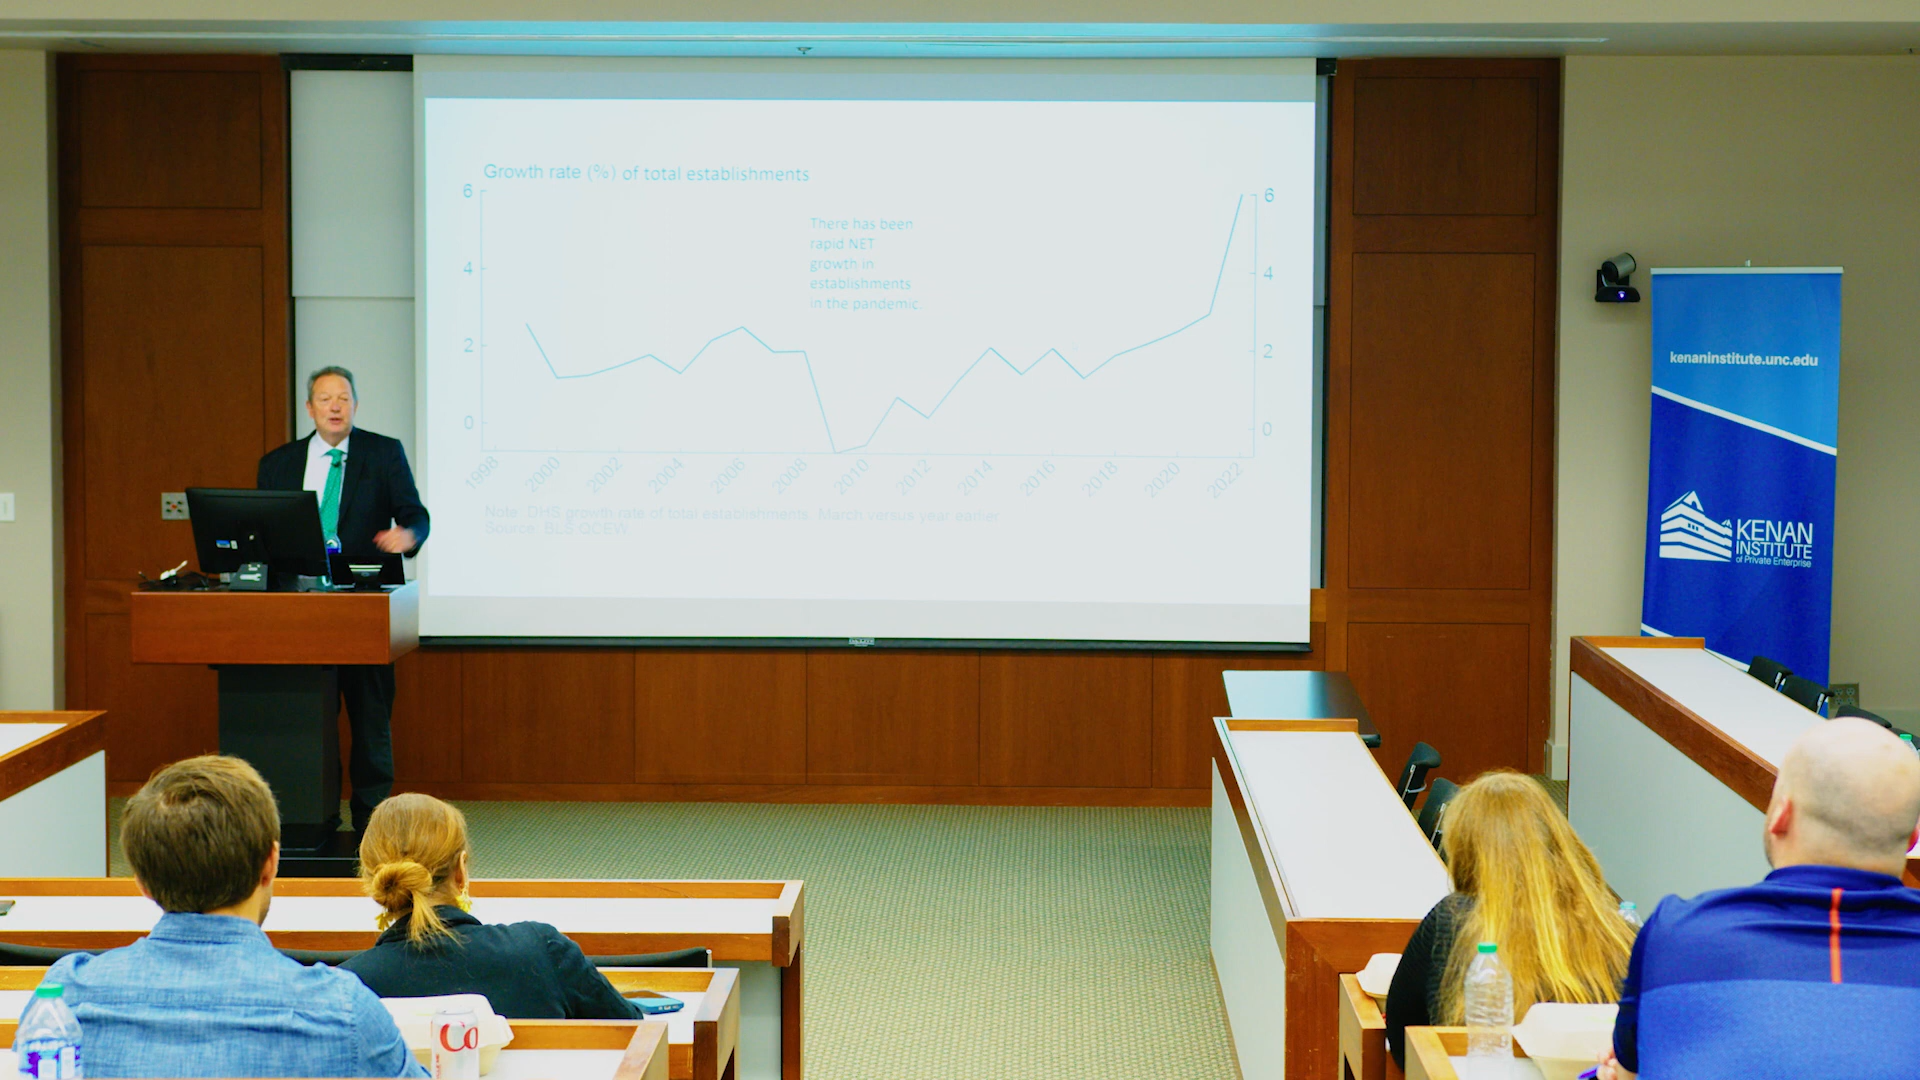 Growth rate (%) of total establishments
6
4
2
0
There has been
rapid NET
growth in
establishments
in the pandemic.
6
4
2
0
1998
2000
2002
2004
2006
2008
2010
2012
2014
2016
2018
2020
2022
Note: DHS growth rate of total establishments. March versus year earlier
Source: BLS QCEW
kenaninstitute.unc.edu
KENAN
INSTITUTE
of Private Enterprise
Co